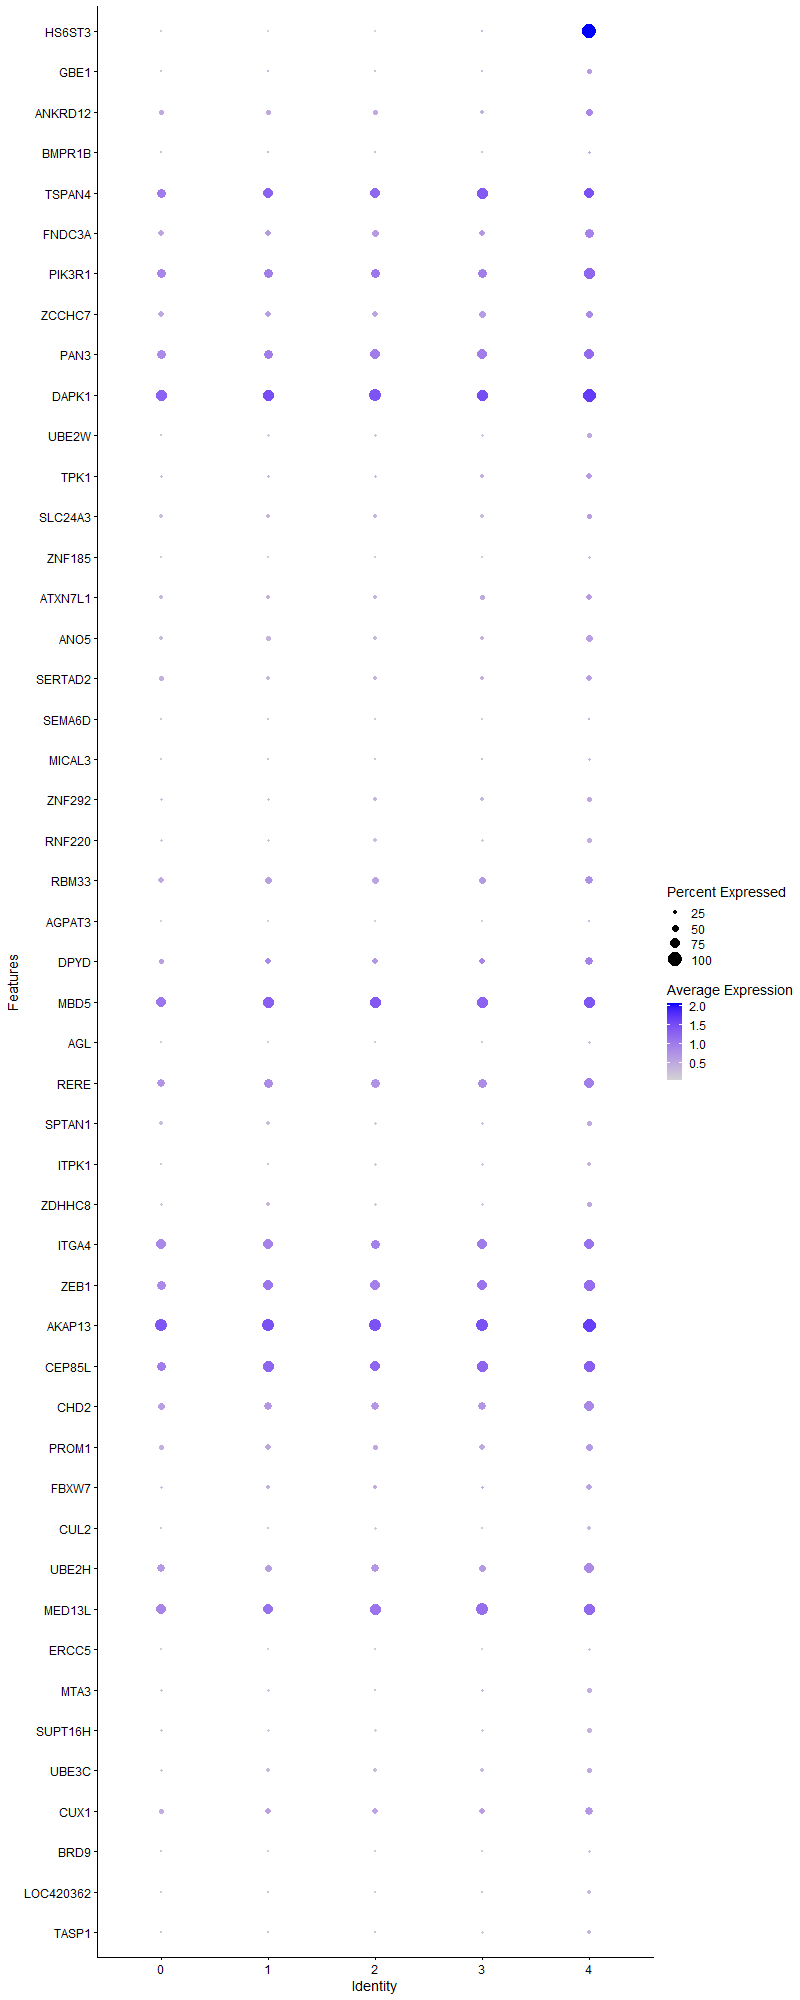 HS6ST3
GBE1
ANKRD12
BMPR1B
TSPAN4
FNDC3A
PIK3R1
ZCCHC7
PAN3
DAPK1
UBE2W
TPK1
SLC24A3
ZNF185
ATXN7L1
ANO5
SERTAD2
SEMA6D
MICAL3
ZNF292
RNF220
RBM33
AGPAT3
DPYD
MBD5
AGL
RERE
SPTAN1
ITPK1
ZDHHC8
ITGA4
ZEB1
AKAP13
CEP85L
CHD2
PROM1
FBXW7
CUL2
UBE2H
MED13L
ERCC5
MTA3
SUPT16H
UBE3C
CUX1
BRD9
LOC420362
TASP1
Features
0 1 2 3 4
Identity
Percent Expressed
25
50
75
100
Average Expression
2.0
1.5
1.0
0.5